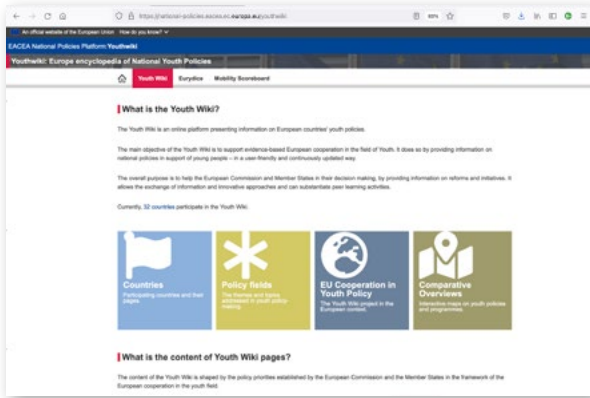 https://national-policies.eacea.ec.europa.eu/youthwiki
80%
An official website of the European Union How do you know?
EACEA National Policies Platform:Youthwiki
Youthwiki: Europe encyclopedia of National Youth Policies
Youth Wiki Eurydice Mobility Scoreboard
What is the Youth Wiki?
The Youth Wiki is an online platform presenting information on European countries' youth policies.
The main objective of the Youth Wiki is to support evidence-based European cooperation in the field of Youth. It does so by providing information on
national policies in support of young people – in a user-friendly and continuously updated way.
The overall purpose is to help the European Commission and Member States in their decision making, by providing information on reforms and initiatives. It
allows the exchange of information and innovative approaches and can substantiate peer learning activities.
Currently, 32 countries participate in the Youth Wiki.
Countries
Participating countries and their
pages.
Policy fields
The themes and topics
addressed in youth policy-
making
EU Cooperation in
Youth Policy
The Youth Wiki project in the
European context.
Comparative
Overviews
Interactive maps on youth policies
and programmes.
What is the content of Youth Wiki pages?
The content of the Youth Wiki is shaped by the policy priorities established by the European Commission and the Member States in the framework of the
European cooperation in the youth field.